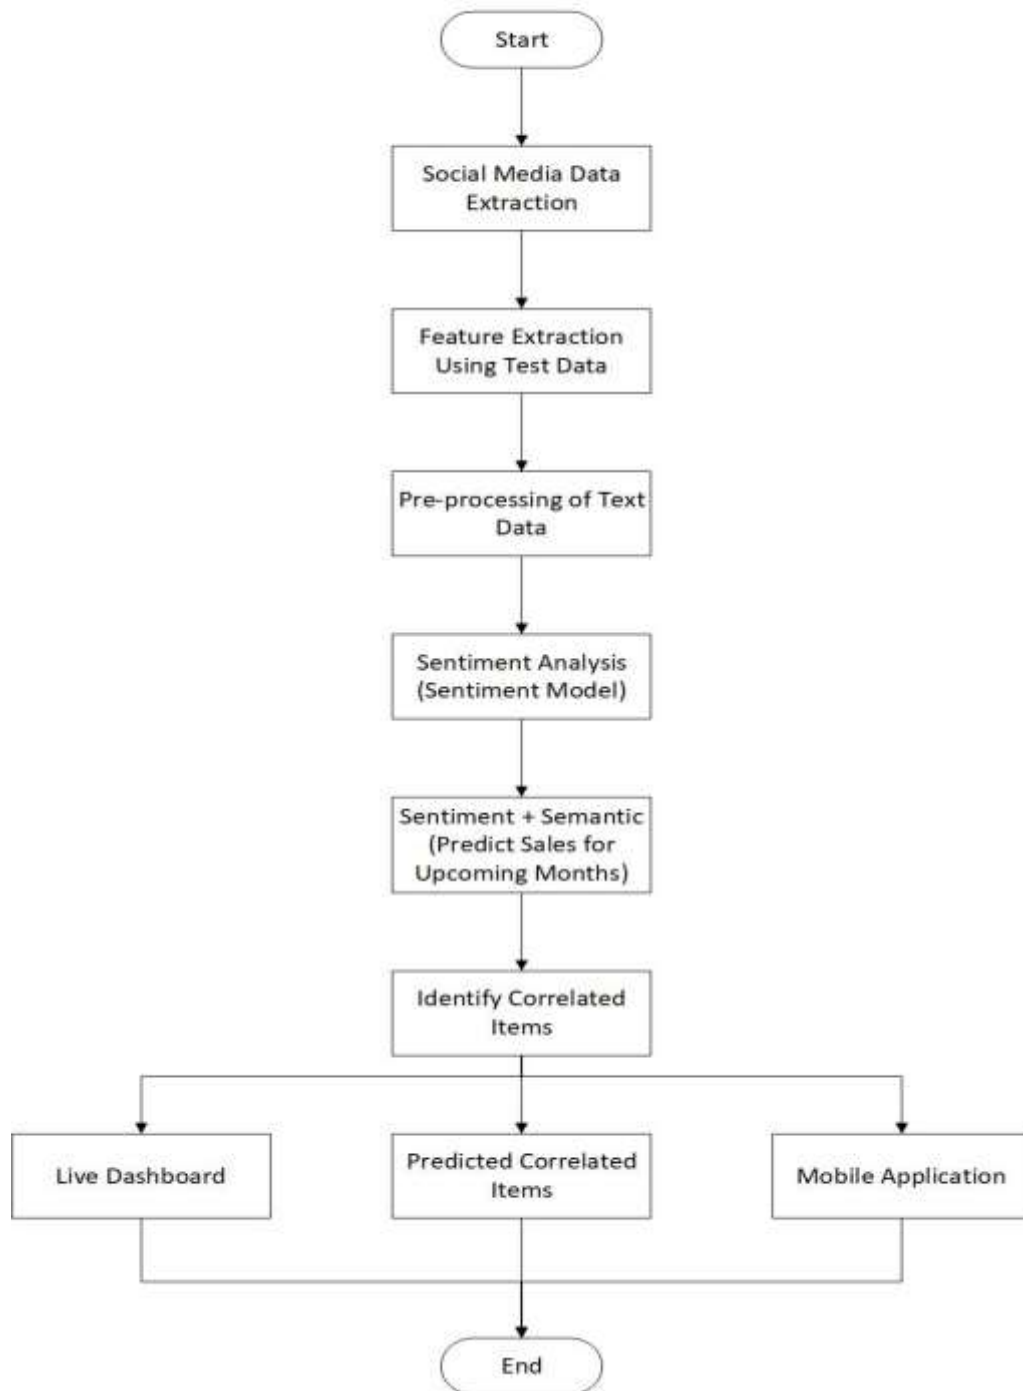 Start
Social Media Data
Extraction
Feature Extraction
Using Test Data
Pre-processing of Text
Data
Sentiment Analysis
(Sentiment Model)
Sentiment + Semantic
(Predict Sales for
Upcoming Months)
Identify Correlated
Items
Live Dashboard
Predicted Correlated
Items
Mobile Application
End